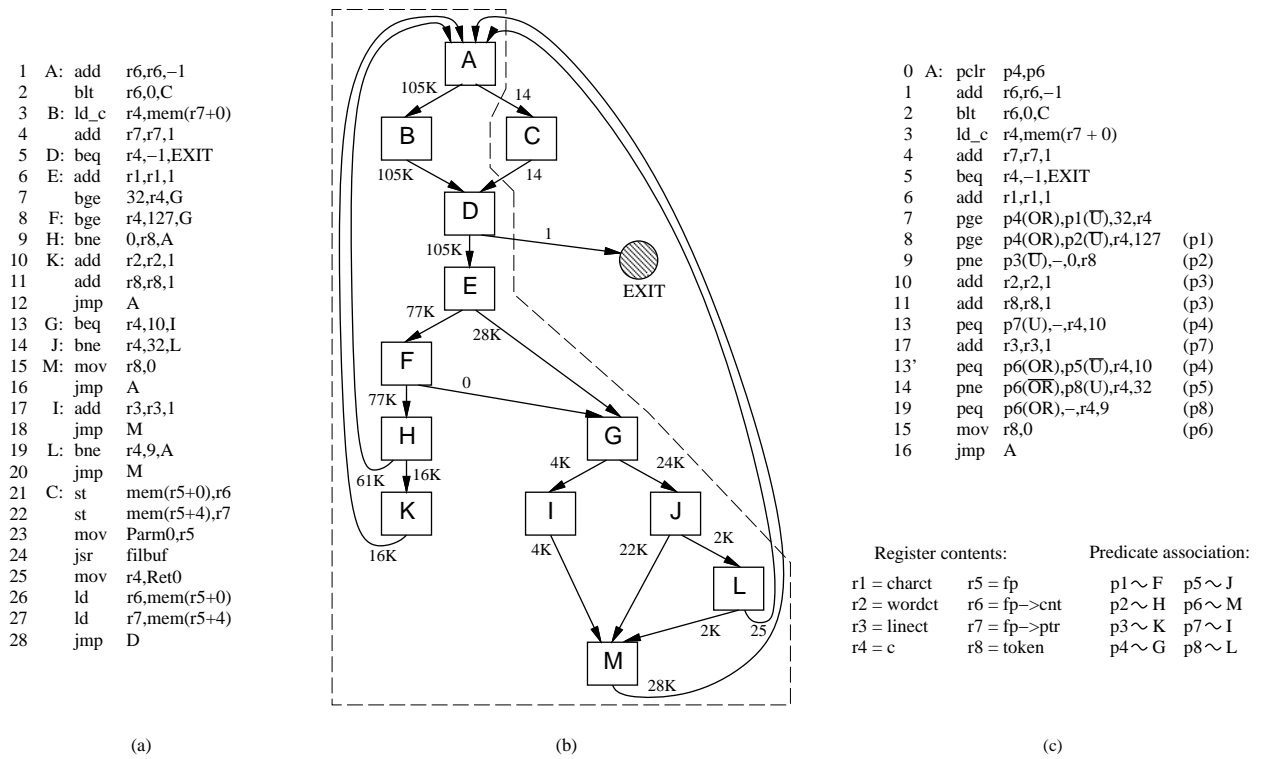 1 A: add r6,r6,−1
2 blt r6,0,C
3 B: ld_c r4,mem(r7+0)
4 add r7,r7,1
5 D: beq r4,−1,EXIT
6 E: add r1,r1,1
7 bge 32,r4,G
8 F: bge r4,127,G
9 H: bne 0,r8,A
10 K: add r2,r2,1
11 add r8,r8,1
12 jmp A
13 G: beq r4,10,I
14 J: bne r4,32,L
15 M: mov r8,0
16 jmp A
17 I: add r3,r3,1
18 jmp M
19 L: bne r4,9,A
20 jmp M
21 C: st mem(r5+0),r6
22 st mem(r5+4),r7
23 mov Parm0,r5
24 jsr filbuf
25 mov r4,Ret0
26 ld r6,mem(r5+0)
27 ld r7,mem(r5+4)
28 jmp D
(a)
A
105K 14
B C
105K 14
D
105K 1
E EXIT
77K 28K
F
0
77K
H G
61K 16K 4K 24K
K I J
16K 4K 22K 2K
L
2K 25
M
28K
(b)
0 A: pclr p4,p6
1 add r6,r6,−1
2 blt r6,0,C
3 ld_c r4,mem(r7 + 0)
4 add r7,r7,1
5 beq r4,−1,EXIT
6 add r1,r1,1
7 pge p4(OR),p1(U̅),32,r4
8 pge p4(OR),p2(U̅),r4,127 (p1)
9 pne p3(U̅),−,0,r8 (p2)
10 add r2,r2,1 (p3)
11 add r8,r8,1 (p3)
13 peq p7(U),−,r4,10 (p4)
17 add r3,r3,1 (p7)
13’ peq p6(OR),p5(U̅),r4,10 (p4)
14 pne p6(O̅R̅),p8(U),r4,32 (p5)
19 peq p6(OR),−,r4,9 (p8)
15 mov r8,0 (p6)
16 jmp A
Register contents:
r1 = charct r5 = fp
r2 = wordct r6 = fp−>cnt
r3 = linect r7 = fp−>ptr
r4 = c r8 = token
Predicate association:
p1∼F p5∼J
p2∼H p6∼M
p3∼K p7∼I
p4∼G p8∼L
(c)